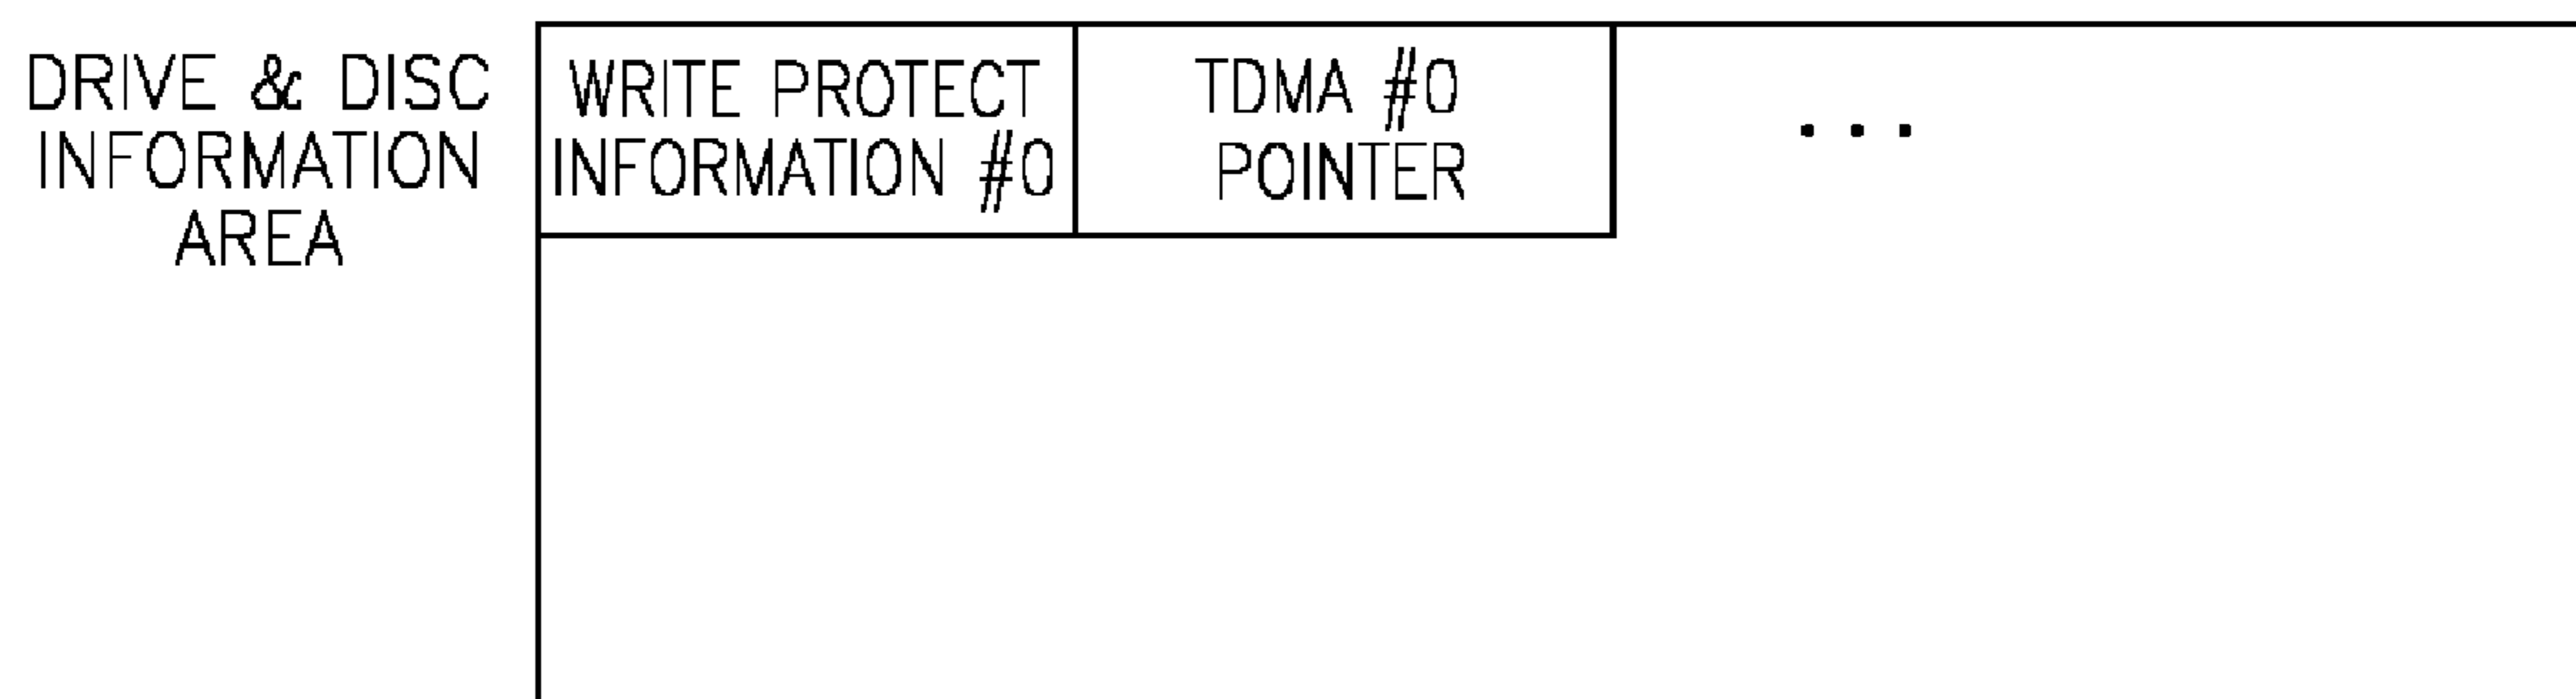 DRIVE & DISC
INFORMATION
AREA
WRITE PROTECT
INFORMATION #0
TDMA #0
POINTER
...